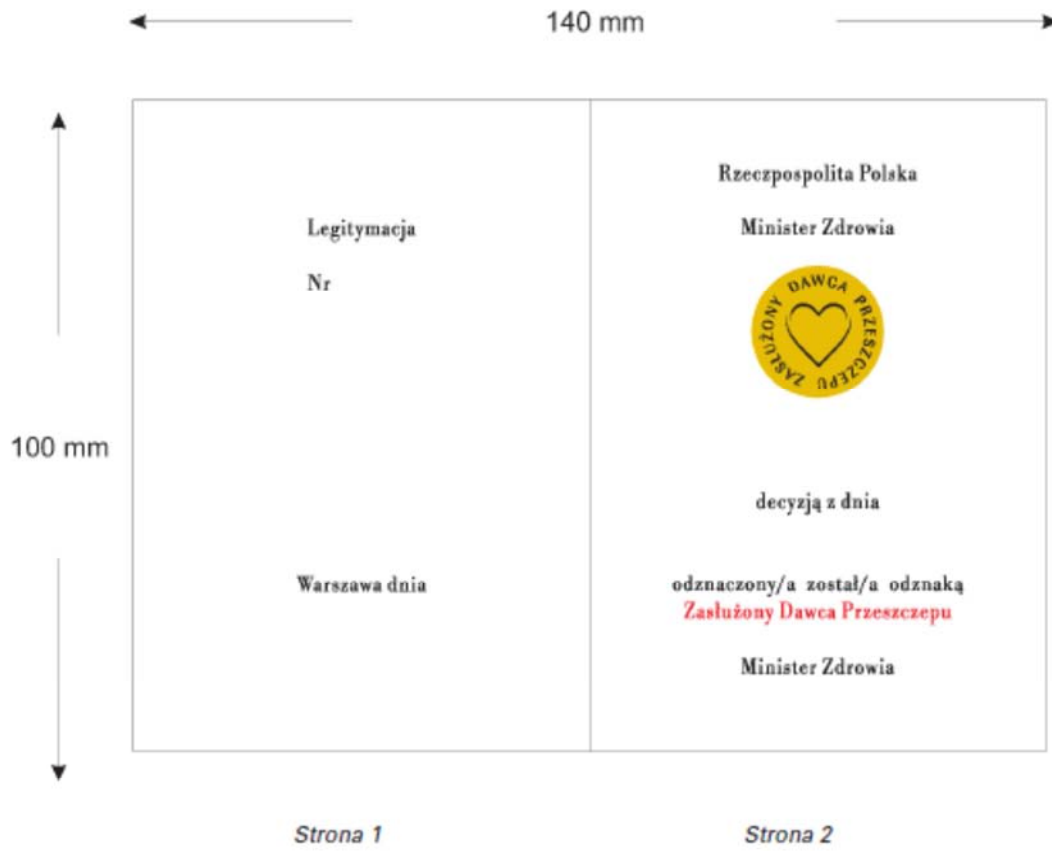 140 mm
100 mm
Legitymacja
Nr
Warszawa dnia
Strona 1
Rzeczpospolita Polska
Minister Zdrowia
ZASŁUŻONY DAWCA PRZESZCZEPU
decyzją z dnia
odznaczony/a został/a odznaką
Zasłużony Dawca Przeszczepu
Minister Zdrowia
Strona 2